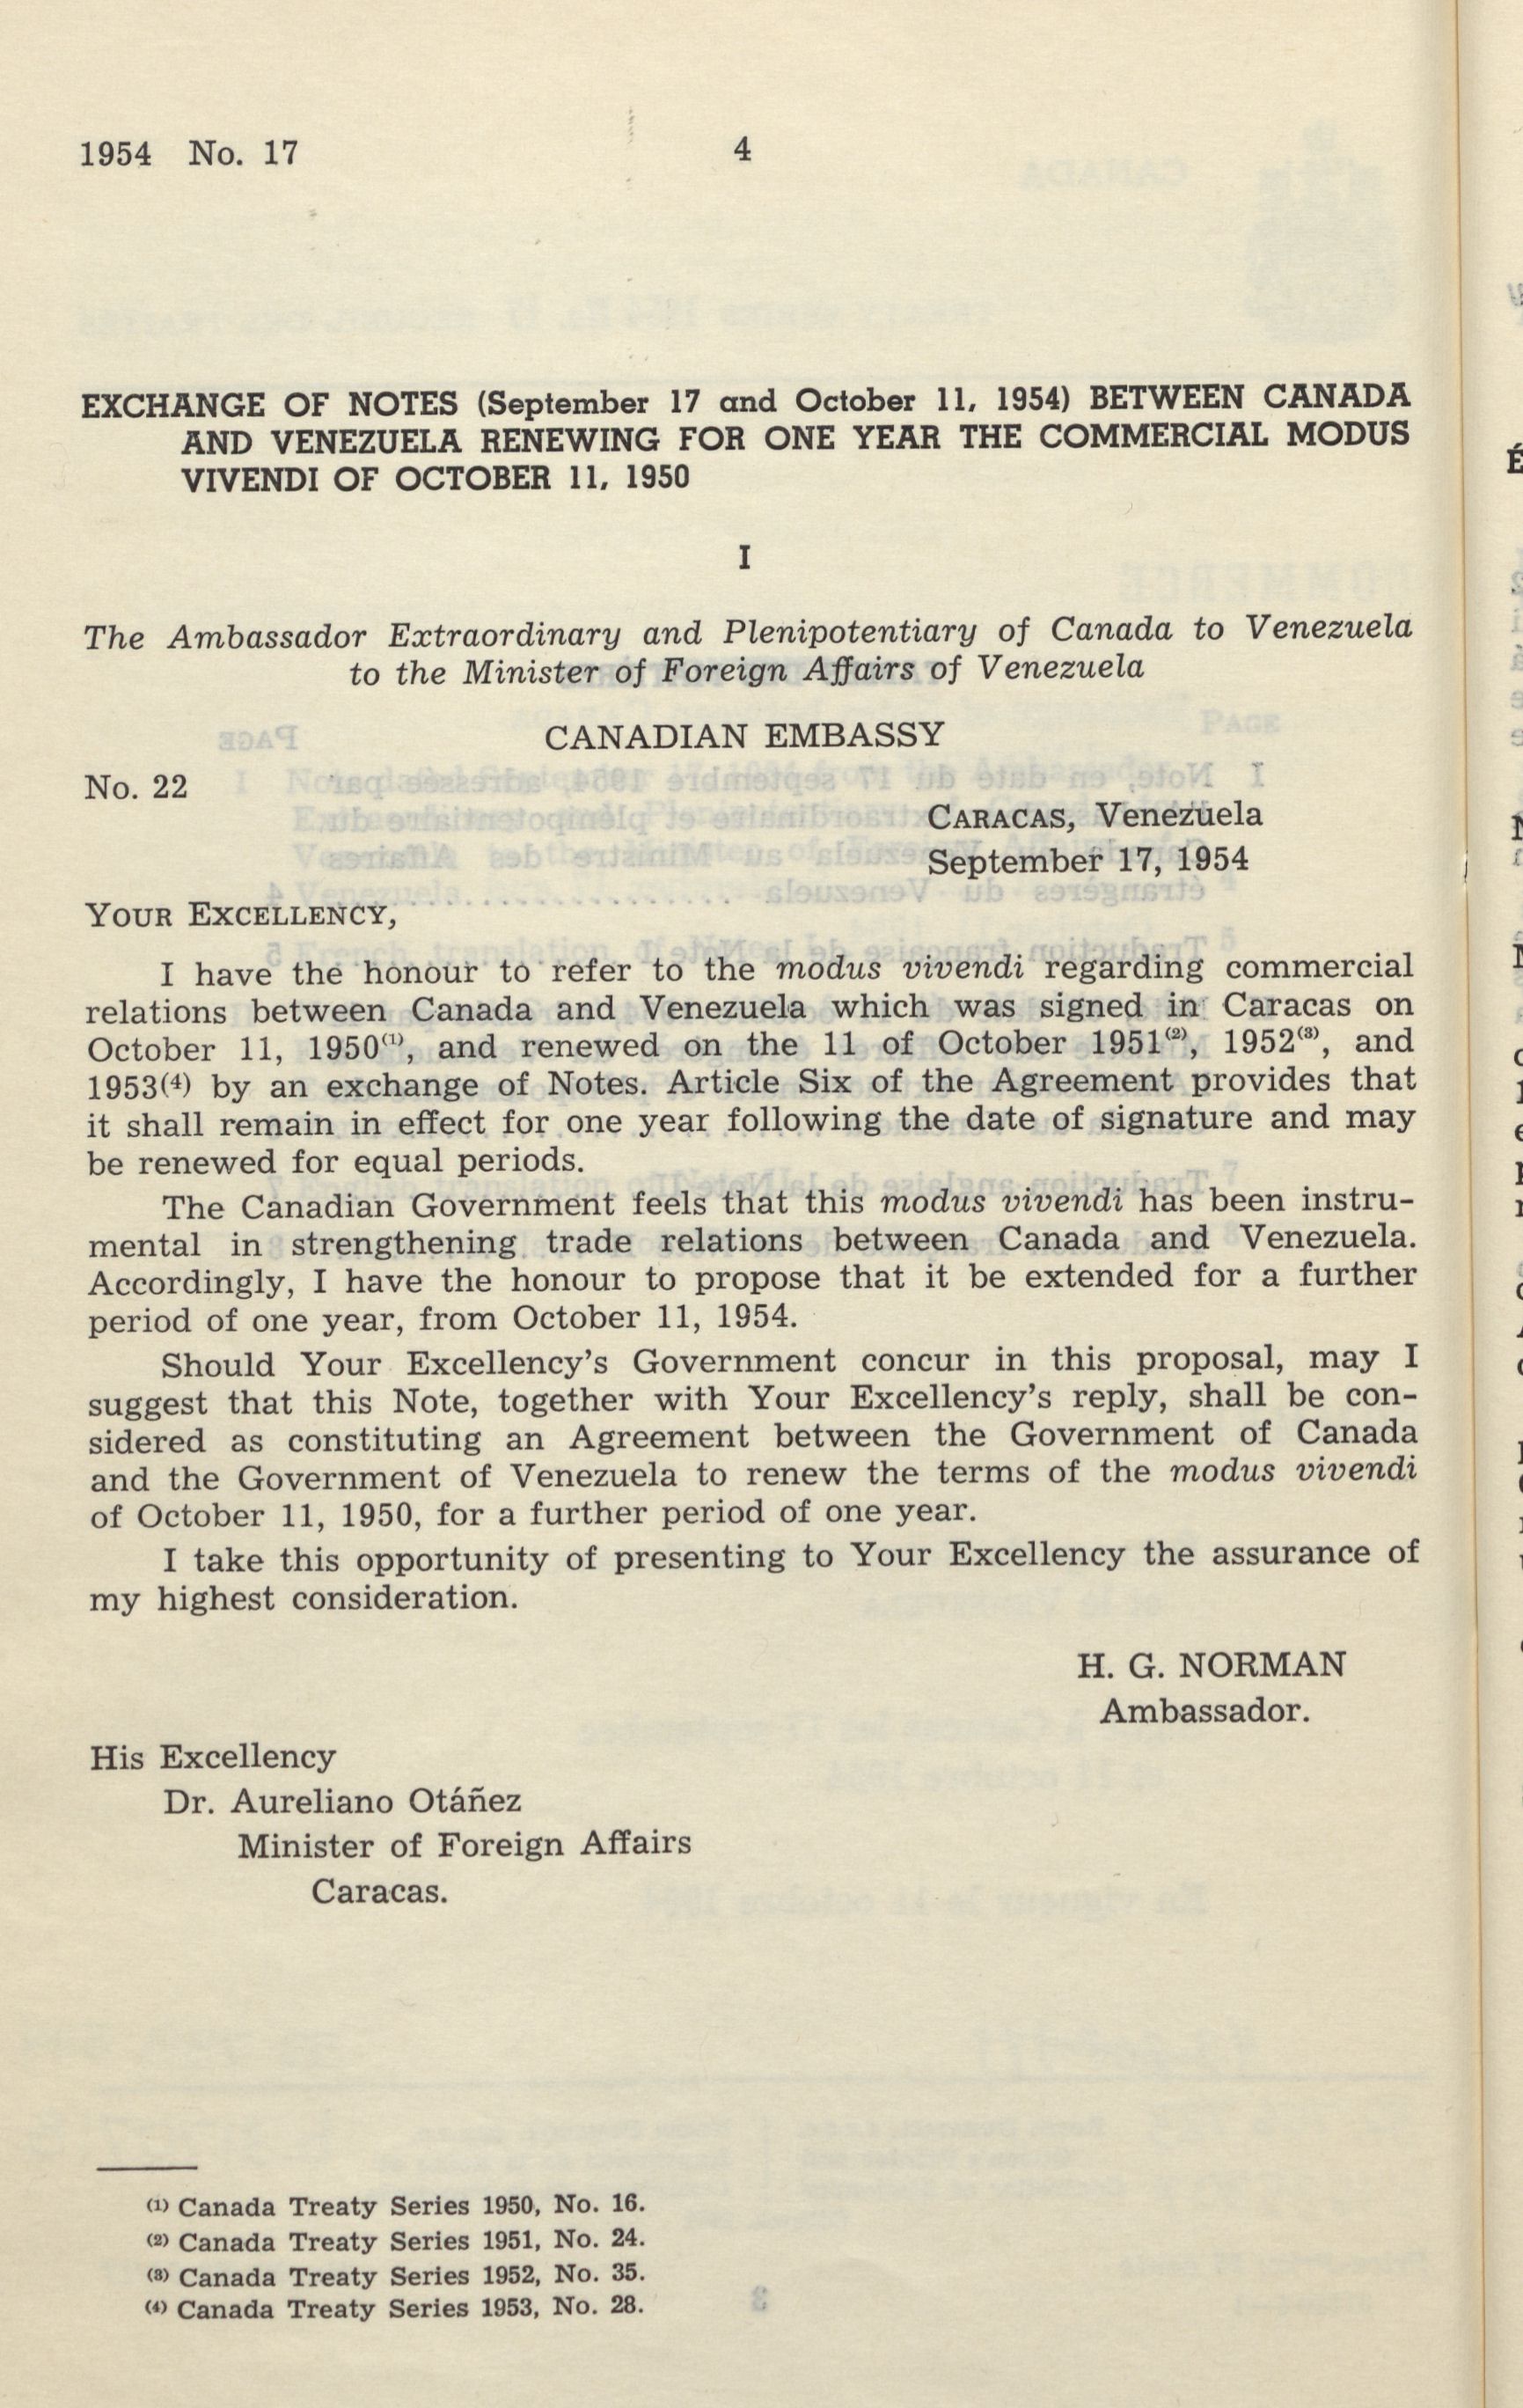 1954 No. 17
4
EXCHANGE OF NOTES (September 17 and October 11, 1954) BETWEEN CANADA
AND VENEZUELA RENEWING FOR ONE YEAR THE COMMERCIAL MODUS
VIVENDI OF OCTOBER 11, 1950
I
The Ambassador Extraordinary and Plenipotentiary of Canada to Venezuela
to the Minister of Foreign Affairs of Venezuela
CANADIAN EMBASSY
No. 22
CARACAS, Venezuela
September 17, 1954
YOUR EXCELLENCY,
I have the honour to refer to the modus vivendi regarding commercial
relations between Canada and Venezuela which was signed in Caracas on
October 11, 1950(1), and renewed on the 11 of October 1951(2), 1952(3), and
1953(4) by an exchange of Notes. Article Six of the Agreement provides that
it shall remain in effect for one year following the date of signature and may
be renewed for equal periods.
The Canadian Government feels that this modus vivendi has been instru-
mental in strengthening trade relations between Canada and Venezuela.
Accordingly, I have the honour to propose that it be extended for a further
period of one year, from October 11, 1954.
Should Your Excellency's Government concur in this proposal, may I
suggest that this Note, together with Your Excellency's reply, shall be con-
sidered as constituting an Agreement between the Government of Canada
and the Government of Venezuela to renew the terms of the modus vivendi
of October 11, 1950, for a further period of one year.
I take this opportunity of presenting to Your Excellency the assurance of
my highest consideration.
H. G. NORMAN
Ambassador.
His Excellency
Dr. Aureliano Otáñez
Minister of Foreign Affairs
Caracas.
(1) Canada Treaty Series 1950, No. 16.
(2) Canada Treaty Series 1951, No. 24.
(3) Canada Treaty Series 1952, No. 35.
(4) Canada Treaty Series 1953, No. 28.